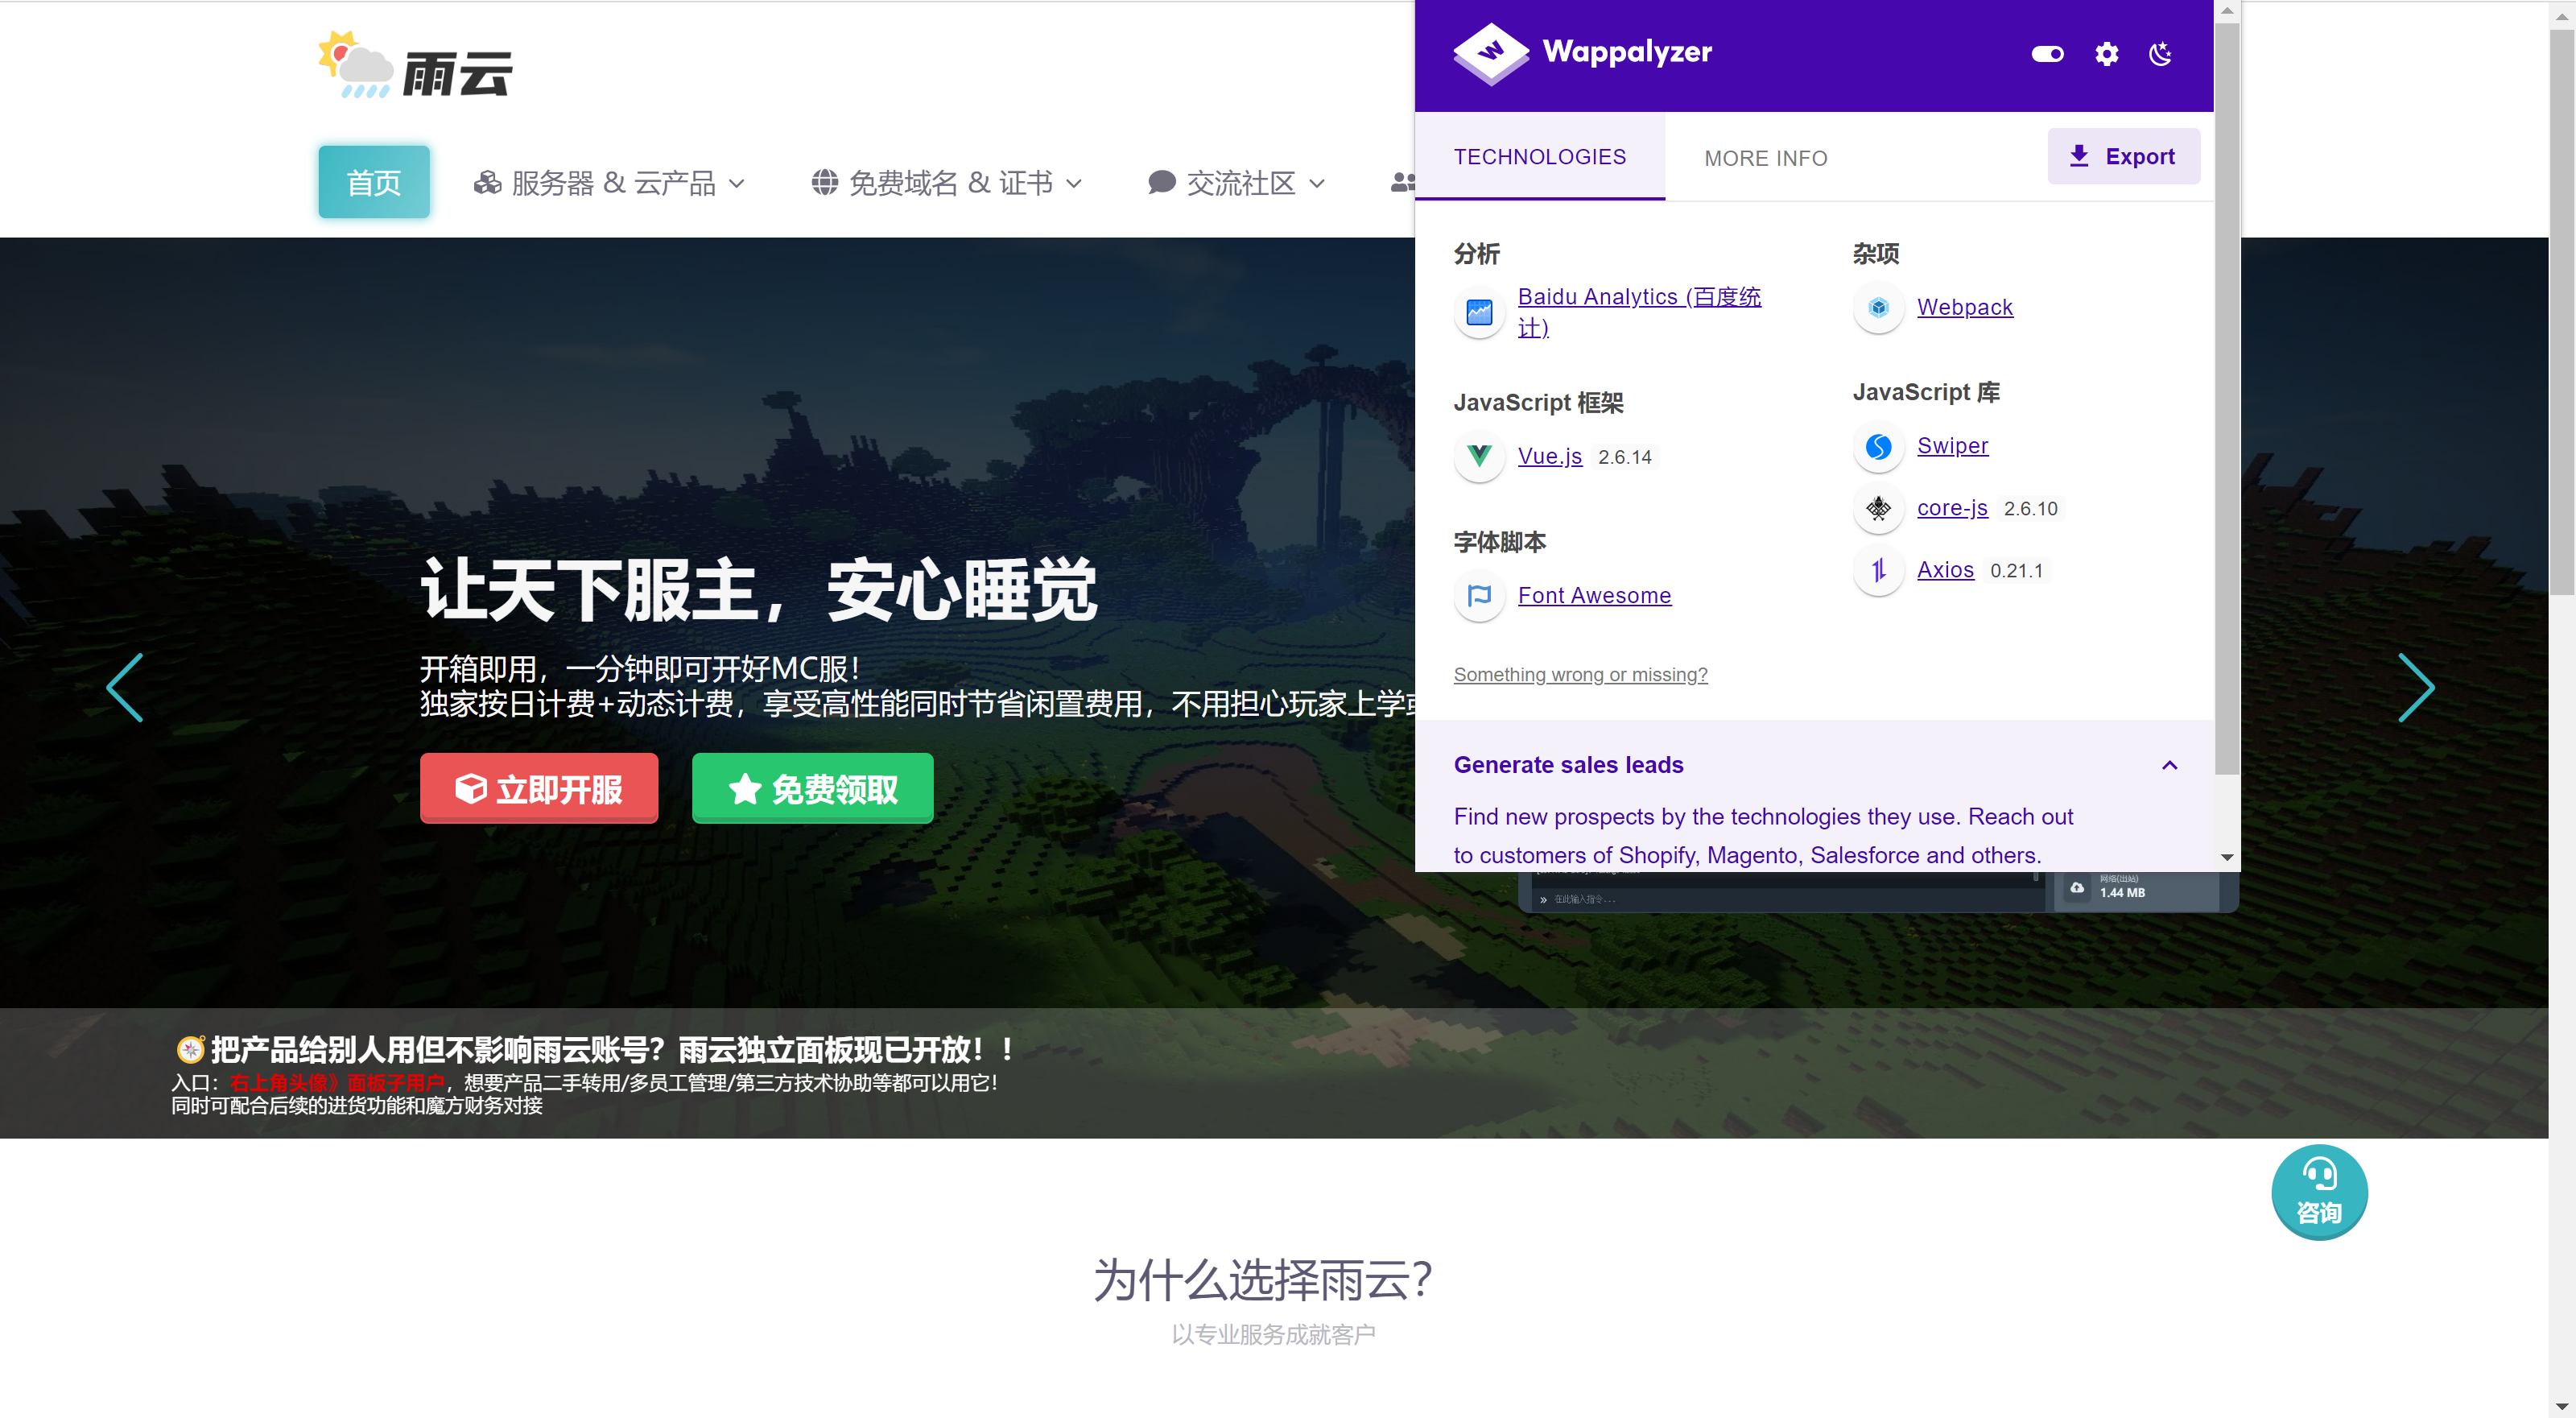 雨云
首页
服务器 & 云产品
免费域名 & 证书
交流社区
让天下服主，安心睡觉
开箱即用，一分钟即可开好MC服！
独家按日计费+动态计费，享受高性能同时节省闲置费用，不用担心玩家上学
立即开服
免费领取
Wappalyzer
TECHNOLOGIES
MORE INFO
Export
分析
Baidu Analytics (百度统
计)
JavaScript 框架
Vue.js 2.6.14
字体脚本
Font Awesome
杂项
Webpack
JavaScript 库
Swiper
core-js 2.6.10
Axios 0.21.1
Something wrong or missing?
Generate sales leads
Find new prospects by the technologies they use. Reach out
to customers of Shopify, Magento, Salesforce and others.
» 在此输入指令...
网络(出站)
1.44 MB
把产品给别人用但不影响雨云账号？雨云独立面板现已开放！！
入口：右上角头像》面板子用户，想要产品二手转用/多员工管理/第三方技术协助等都可以用它！
同时可配合后续的进货功能和魔方财务对接
咨询
为什么选择雨云？
以专业服务成就客户